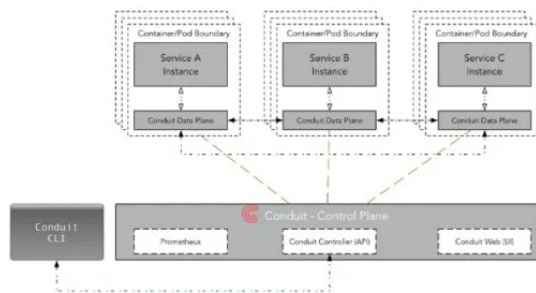 Container/Pod Boundary
Service A
Instance
Conduit Data Plane
Container/Pod Boundary
Service B
Instance
Conduit Data Plane
Container/Pod Boundary
Service C
Instance
Conduit Data Plane
Conduit
CLI
Conduit - Control Plane
Prometheus
Conduit Controller (API)
Conduit Web (UI)